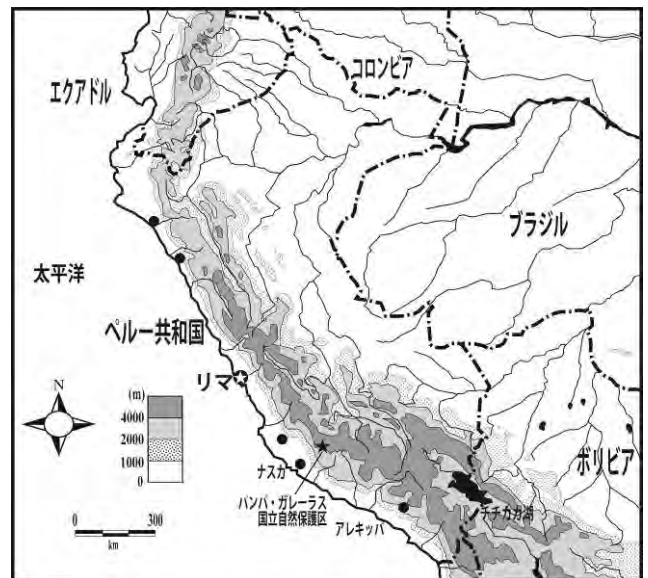 コロンビア
エクアドル
ブラジル
太平洋
ペルー共和国
リマ
N
(m)
4000
2000
1000
0
ナスカ
ボリビア
パンパ・ガレーラス
国立自然保護区
チチカカ湖
アレキッパ
0 300
km